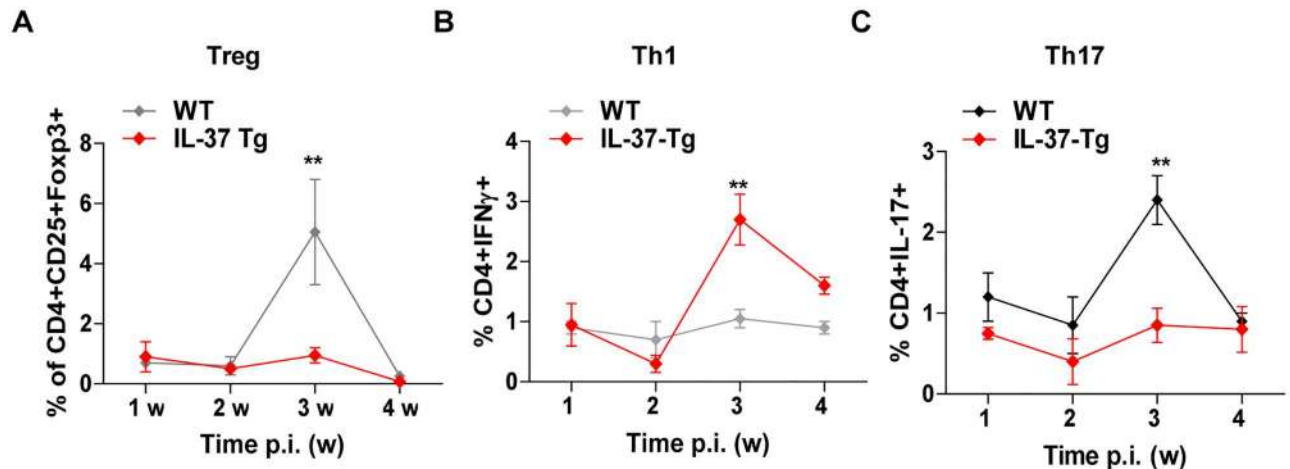 A
Treg
WT
IL-37 Tg
% of CD4+CD25+Foxp3+
8
6
4
2
0
**
1 w
2 w
3 w
4 w
Time p.i. (w)
B
Th1
WT
IL-37-Tg
% CD4+IFNγ+
4
3
2
1
0
**
1
2
3
4
Time p.i. (w)
C
Th17
WT
IL-37-Tg
% CD4+IL-17+
3
2
1
0
**
1
2
3
4
Time p.i. (w)